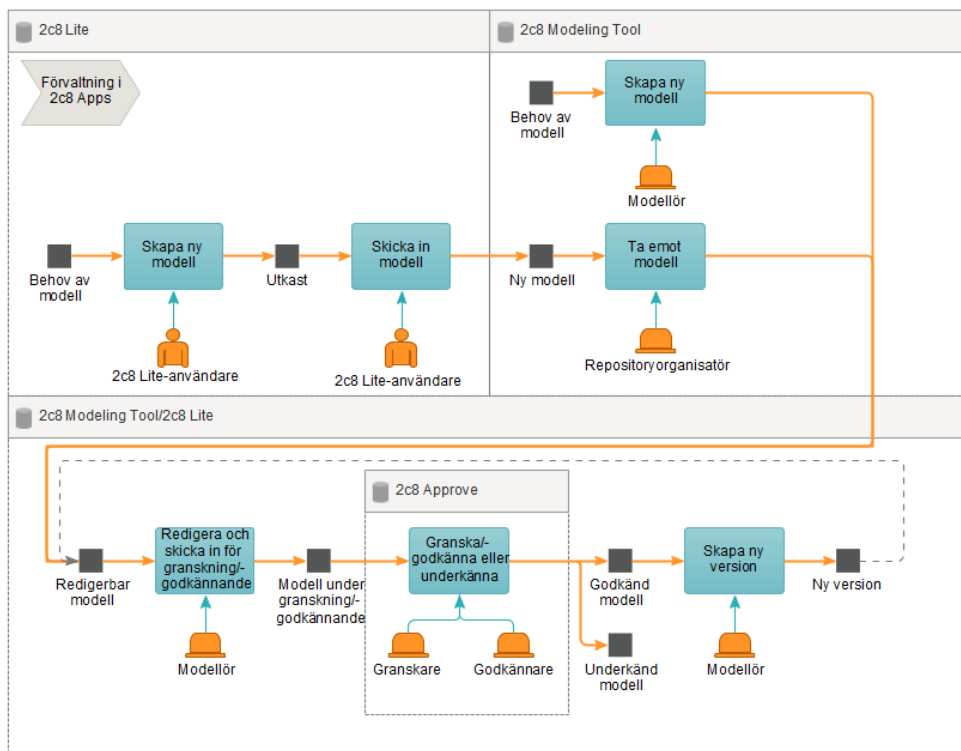 2c8 Lite
2c8 Modeling Tool
Förvaltning i
2c8 Apps
Skapa ny
modell
Behov av
modell
Modellör
Skapa ny
modell
Skicka in
modell
Ta emot
modell
Behov av
modell
Utkast
Ny modell
2c8 Lite-användare
2c8 Lite-användare
Repositoryorganisatör
2c8 Modeling Tool/2c8 Lite
2c8 Approve
Redigera och
skicka in för
granskning/-
godkännande
Granska/-
godkänna eller
underkänna
Skapa ny
version
Redigerbar
modell
Modell under
granskning/-
godkännande
Godkänd
modell
Ny version
Modellör
Granskare
Godkännare
Underkänd
modell
Modellör